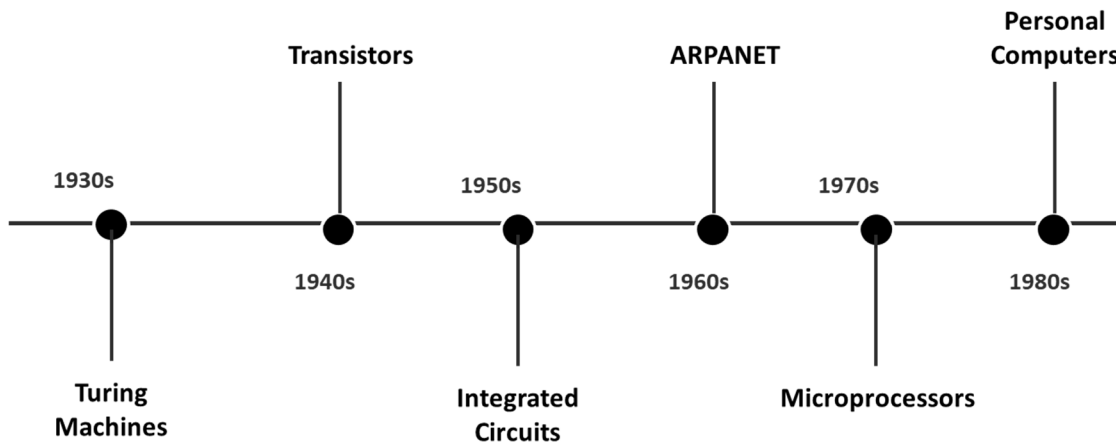 Transistors
ARPANET
Personal
Computers
1930s
1950s
1970s
1940s
1960s
1980s
Turing
Machines
Integrated
Circuits
Microprocessors